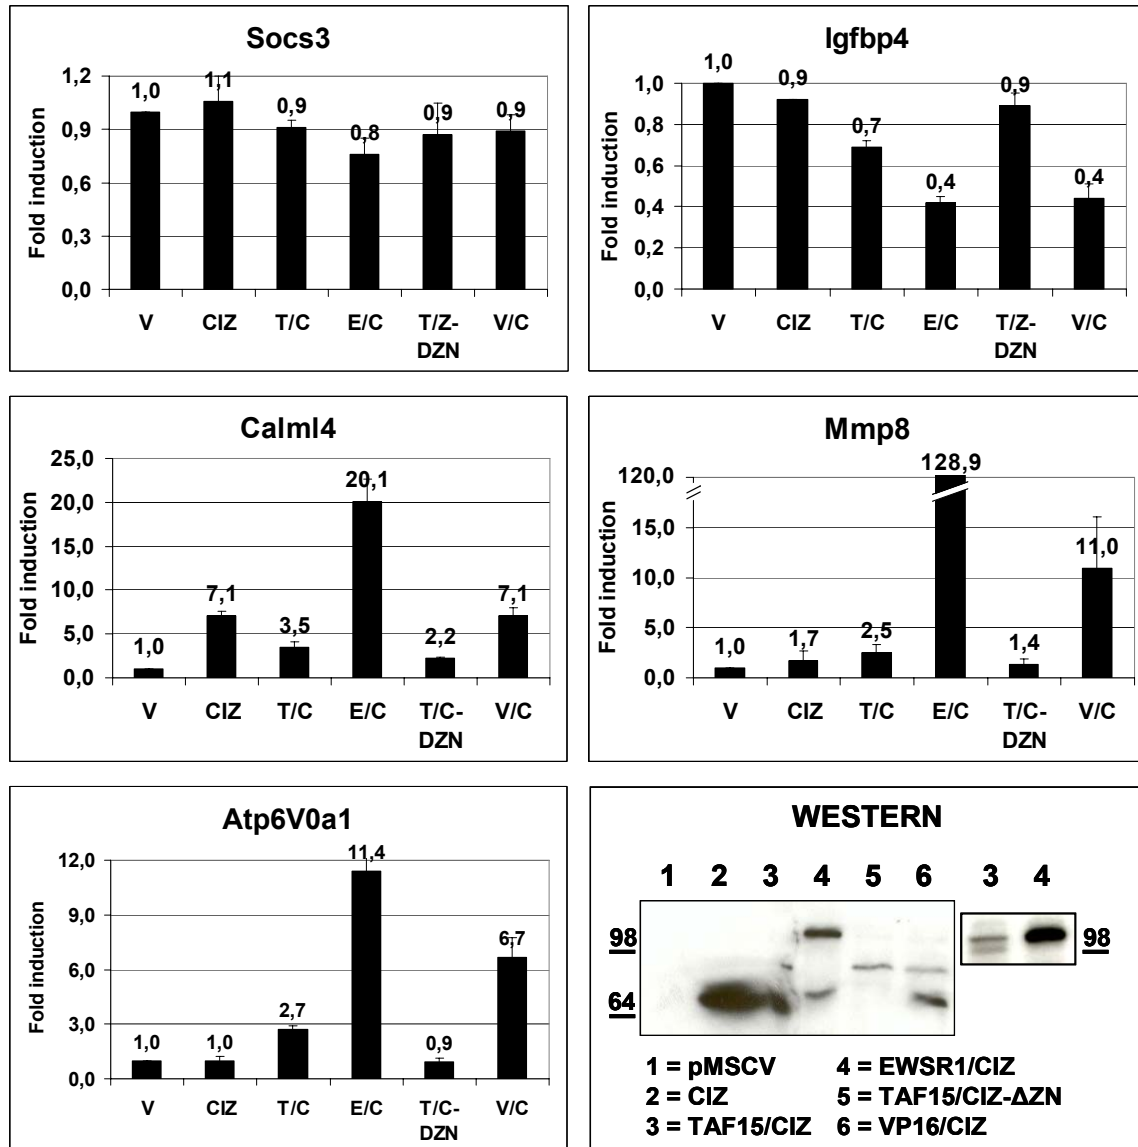 Socs3
Fold induction
1,2
0,9
0,6
0,3
0,0
1,0
1,1
0,9
0,8
0,9
0,9
V CIZ T/C E/C T/Z-DZN V/C
Igfbp4
Fold induction
1,0
0,8
0,6
0,4
0,2
0,0
1,0
0,9
0,7
0,4
0,9
0,4
V CIZ T/C E/C T/Z-DZN V/C
Calml4
Fold induction
25,0
20,0
15,0
10,0
5,0
0,0
1,0
7,1
3,5
20,1
2,2
7,1
V CIZ T/C E/C T/C-DZN V/C
Mmp8
Fold induction
120,0
15,0
10,0
5,0
0,0
1,0
1,7
2,5
128,9
1,4
11,0
V CIZ T/C E/C T/C-DZN V/C
Atp6V0a1
Fold induction
12,0
9,0
6,0
3,0
0,0
1,0
1,0
2,7
11,4
0,9
6,7
V CIZ T/C E/C T/C-DZN V/C
WESTERN
1 2 3 4 5 6 3 4
98 98
64
1 = pMSCV 4 = EWSR1/CIZ
2 = CIZ 5 = TAF15/CIZ-ΔZN
3 = TAF15/CIZ 6 = VP16/CIZ